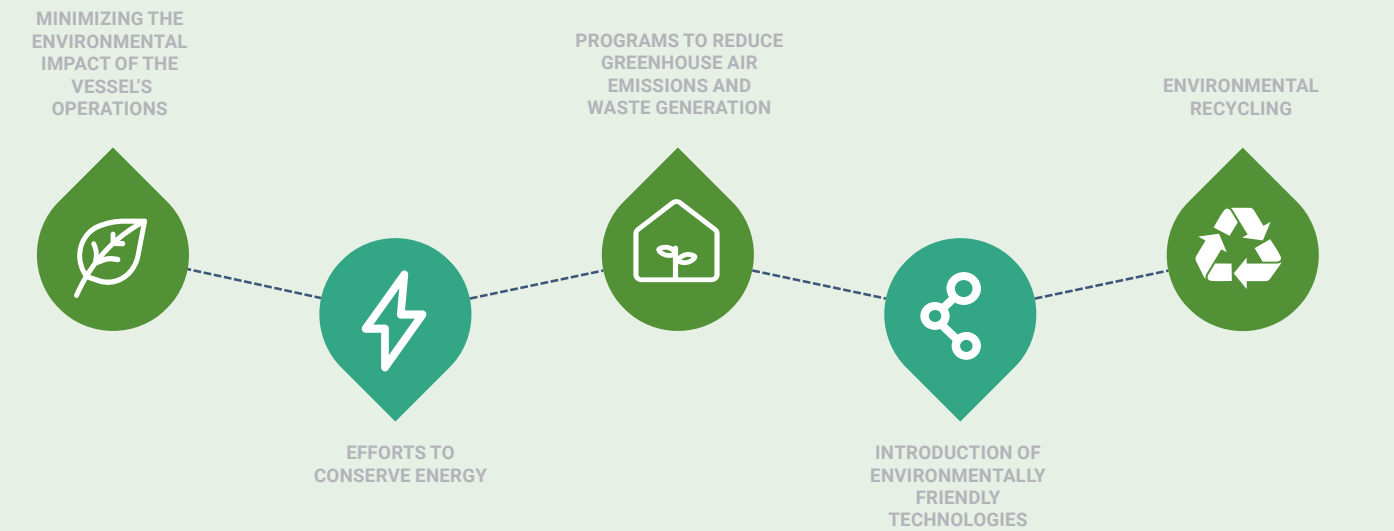 MINIMIZING THE
ENVIRONMENTAL
IMPACT OF THE
VESSEL'S
OPERATIONS
EFFORTS TO
CONSERVE ENERGY
PROGRAMS TO REDUCE
GREENHOUSE AIR
EMISSIONS AND
WASTE GENERATION
INTRODUCTION OF
ENVIRONMENTALLY
FRIENDLY
TECHNOLOGIES
ENVIRONMENTAL
RECYCLING